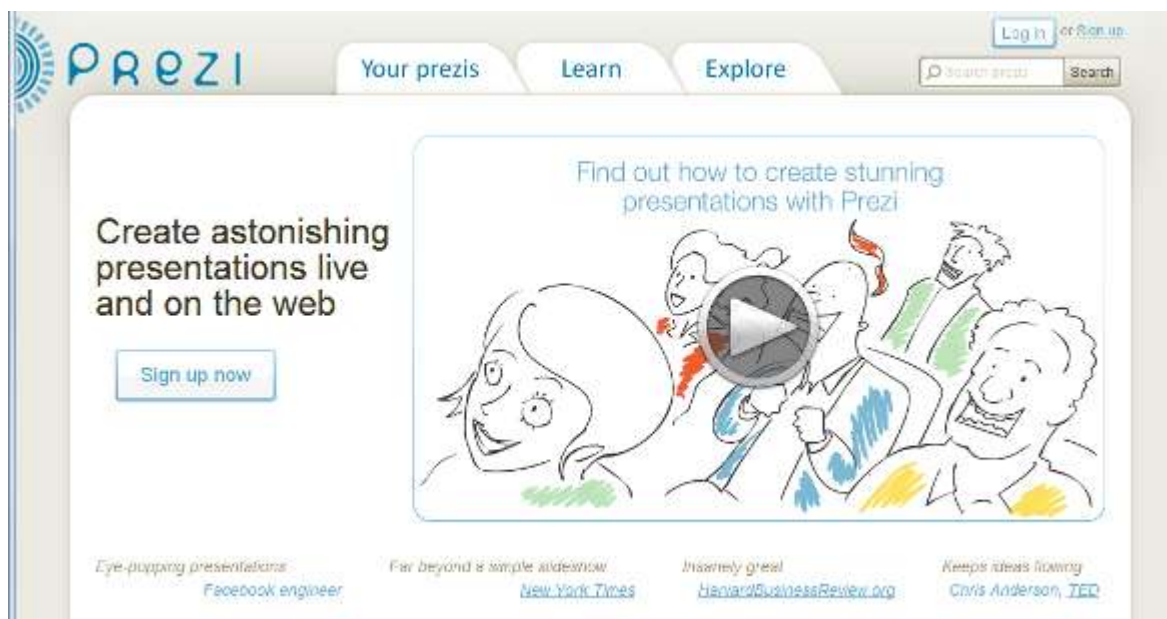 Log in or Sign up
PREZI
Your prezis Learn Explore
Search prezis Search
Find out how to create stunning
presentations with Prezi
Create astonishing
presentations live
and on the web
Sign up now
Eye-popping presentations
Facebook engineer
Far beyond a simple slideshow
New York Times
Insanely great
HarvardBusinessReview.org
Keeps ideas flowing
Chris Anderson, TED